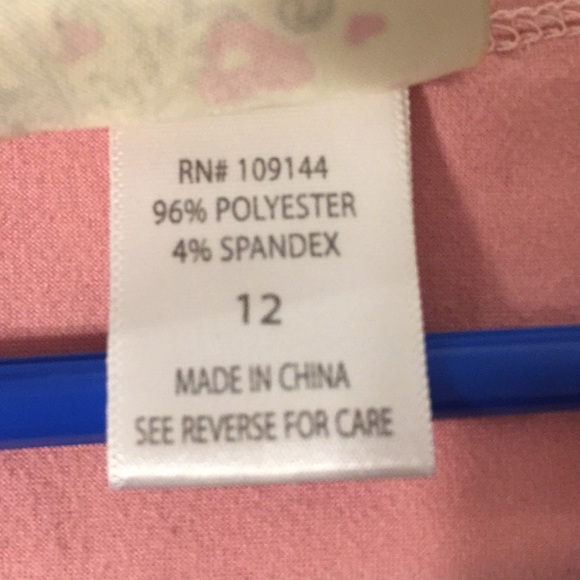 RN# 109144
96% POLYESTER
4% SPANDEX
12
MADE IN CHINA
SEE REVERSE FOR CARE